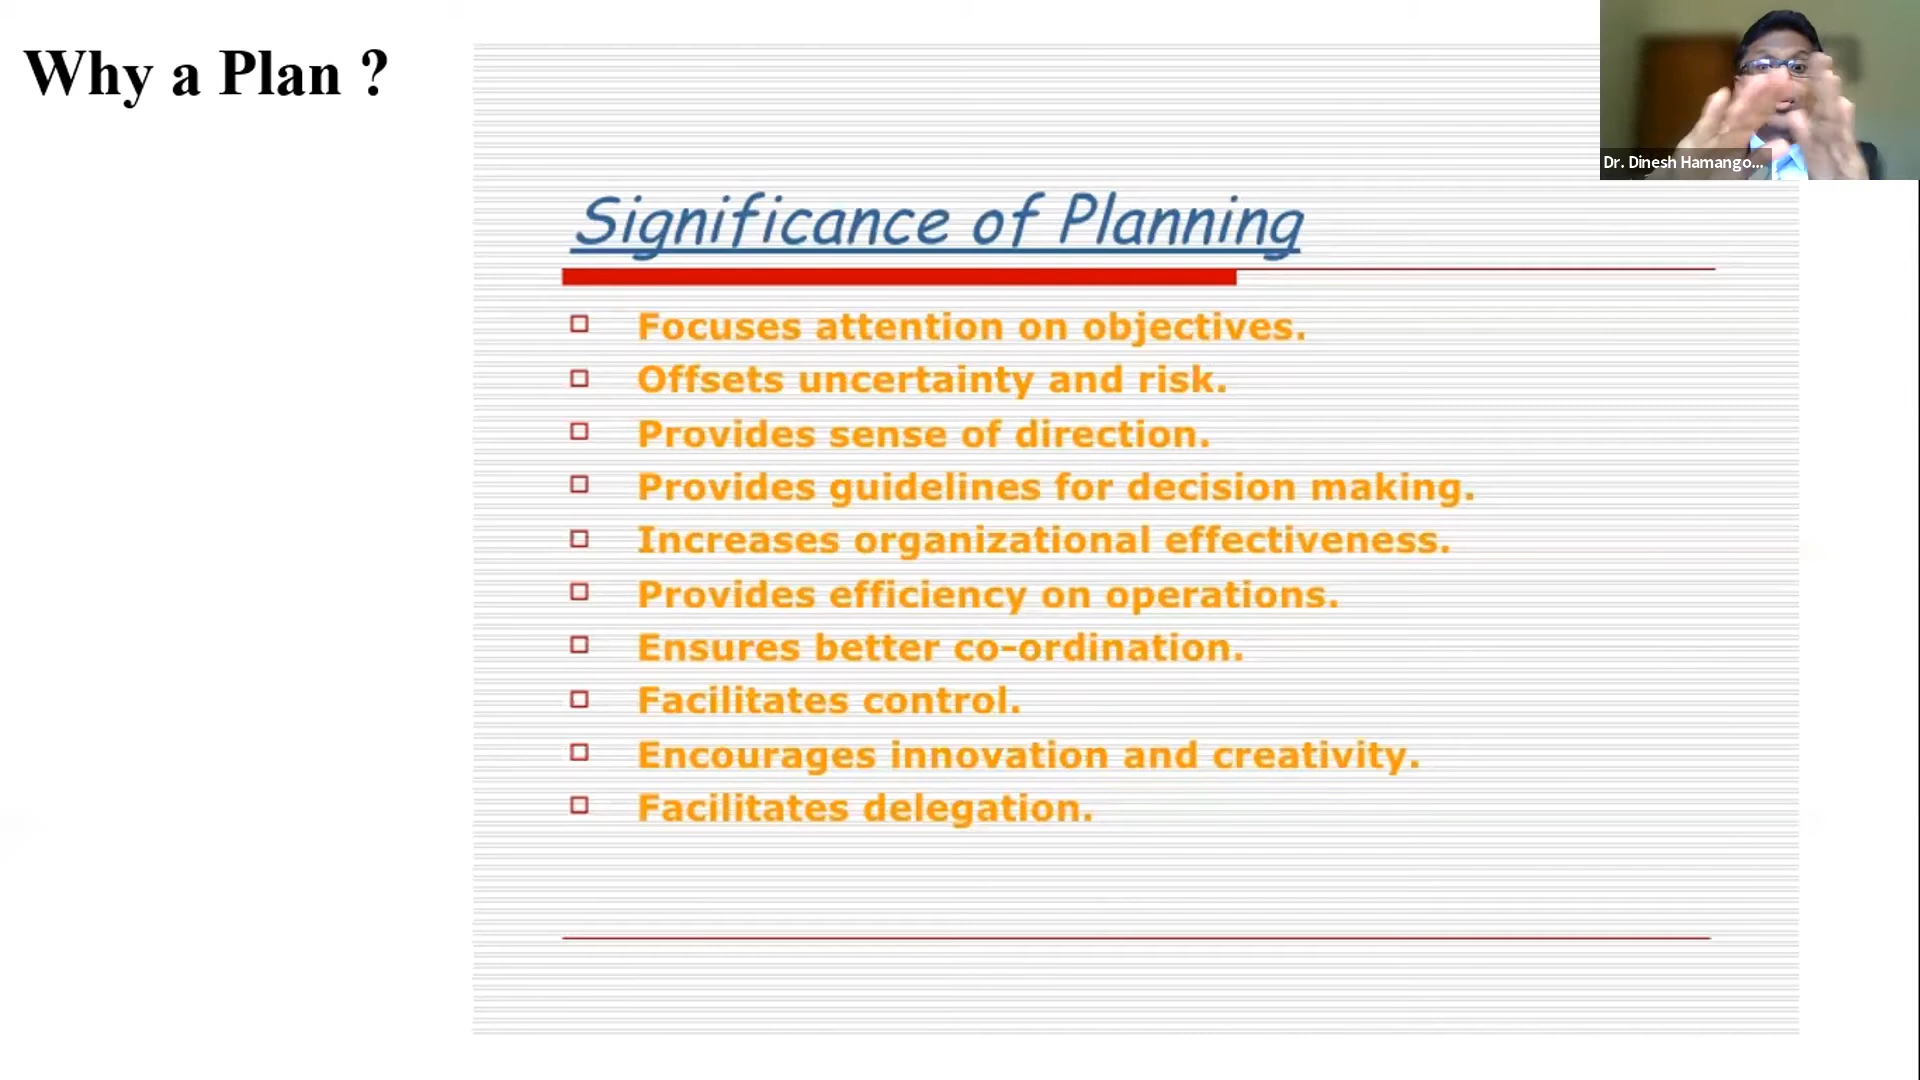 Why a Plan ?
Dr. Dinesh Hamango...
Significance of Planning
Focuses attention on objectives.
Offsets uncertainty and risk.
Provides sense of direction.
Provides guidelines for decision making.
Increases organizational effectiveness.
Provides efficiency on operations.
Ensures better co-ordination.
Facilitates control.
Encourages innovation and creativity.
Facilitates delegation.